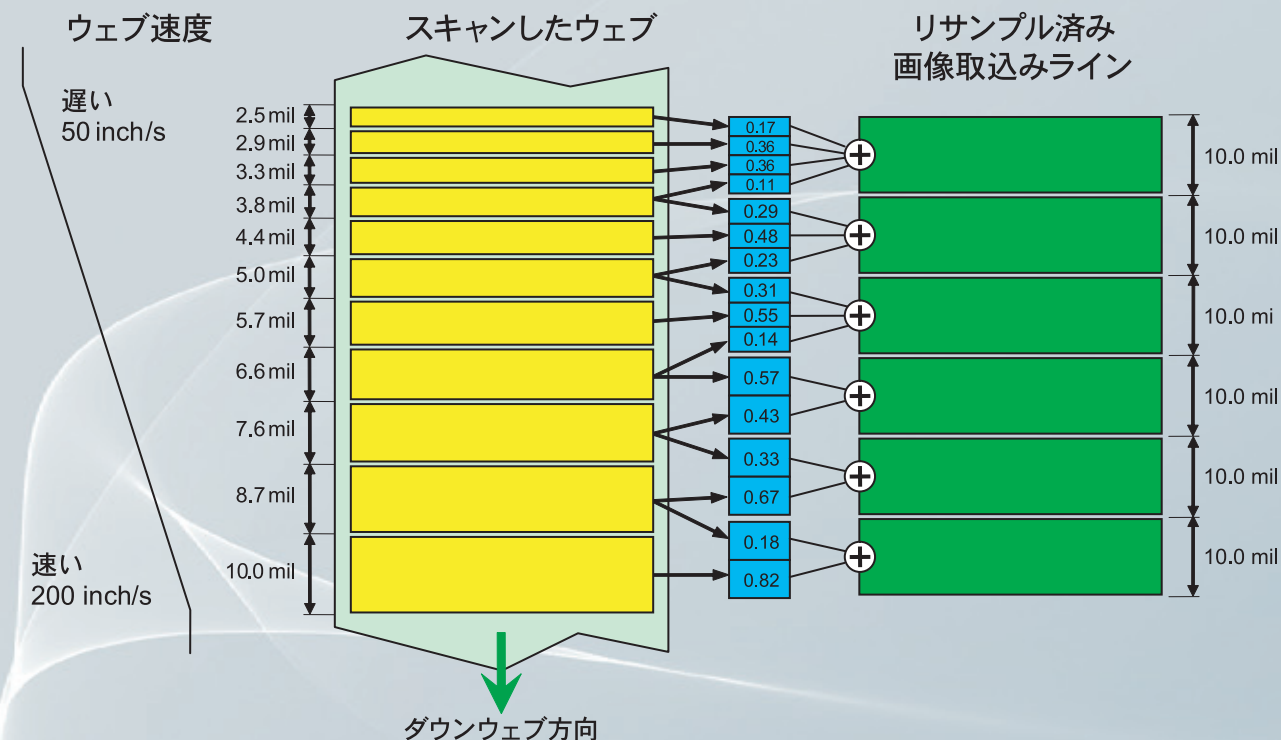 ウェブ速度
スキャンしたウェブ
リサンプル済み
画像取込みライン
遅い
50 inch/s
速い
200 inch/s
2.5 mil
2.9 mil
3.3 mil
3.8 mil
4.4 mil
5.0 mil
5.7 mil
6.6 mil
7.6 mil
8.7 mil
10.0 mil
0.17
0.36
0.36
0.11
0.29
0.48
0.23
0.31
0.55
0.14
0.57
0.43
0.33
0.67
0.18
0.82
10.0 mil
10.0 mil
10.0 mi
10.0 mil
10.0 mil
10.0 mil
ダウンウェブ方向